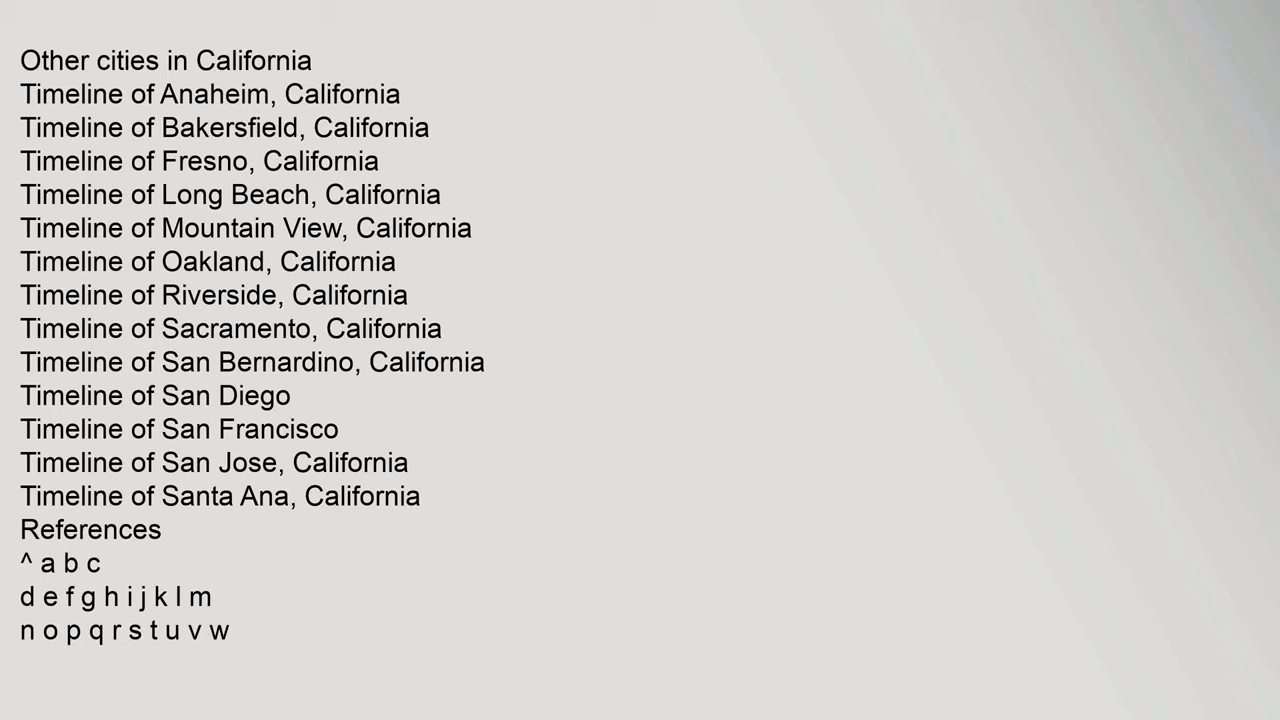 Other cities in California
Timeline of Anaheim, California
Timeline of Bakersfield, California
Timeline of Fresno, California
Timeline of Long Beach, California
Timeline of Mountain View, California
Timeline of Oakland, California
Timeline of Riverside, California
Timeline of Sacramento, California
Timeline of San Bernardino, California
Timeline of San Diego
Timeline of San Francisco
Timeline of San Jose, California
Timeline of Santa Ana, California
References
^ a b c
d e f g h i j k l m
n o p q r s t u v w